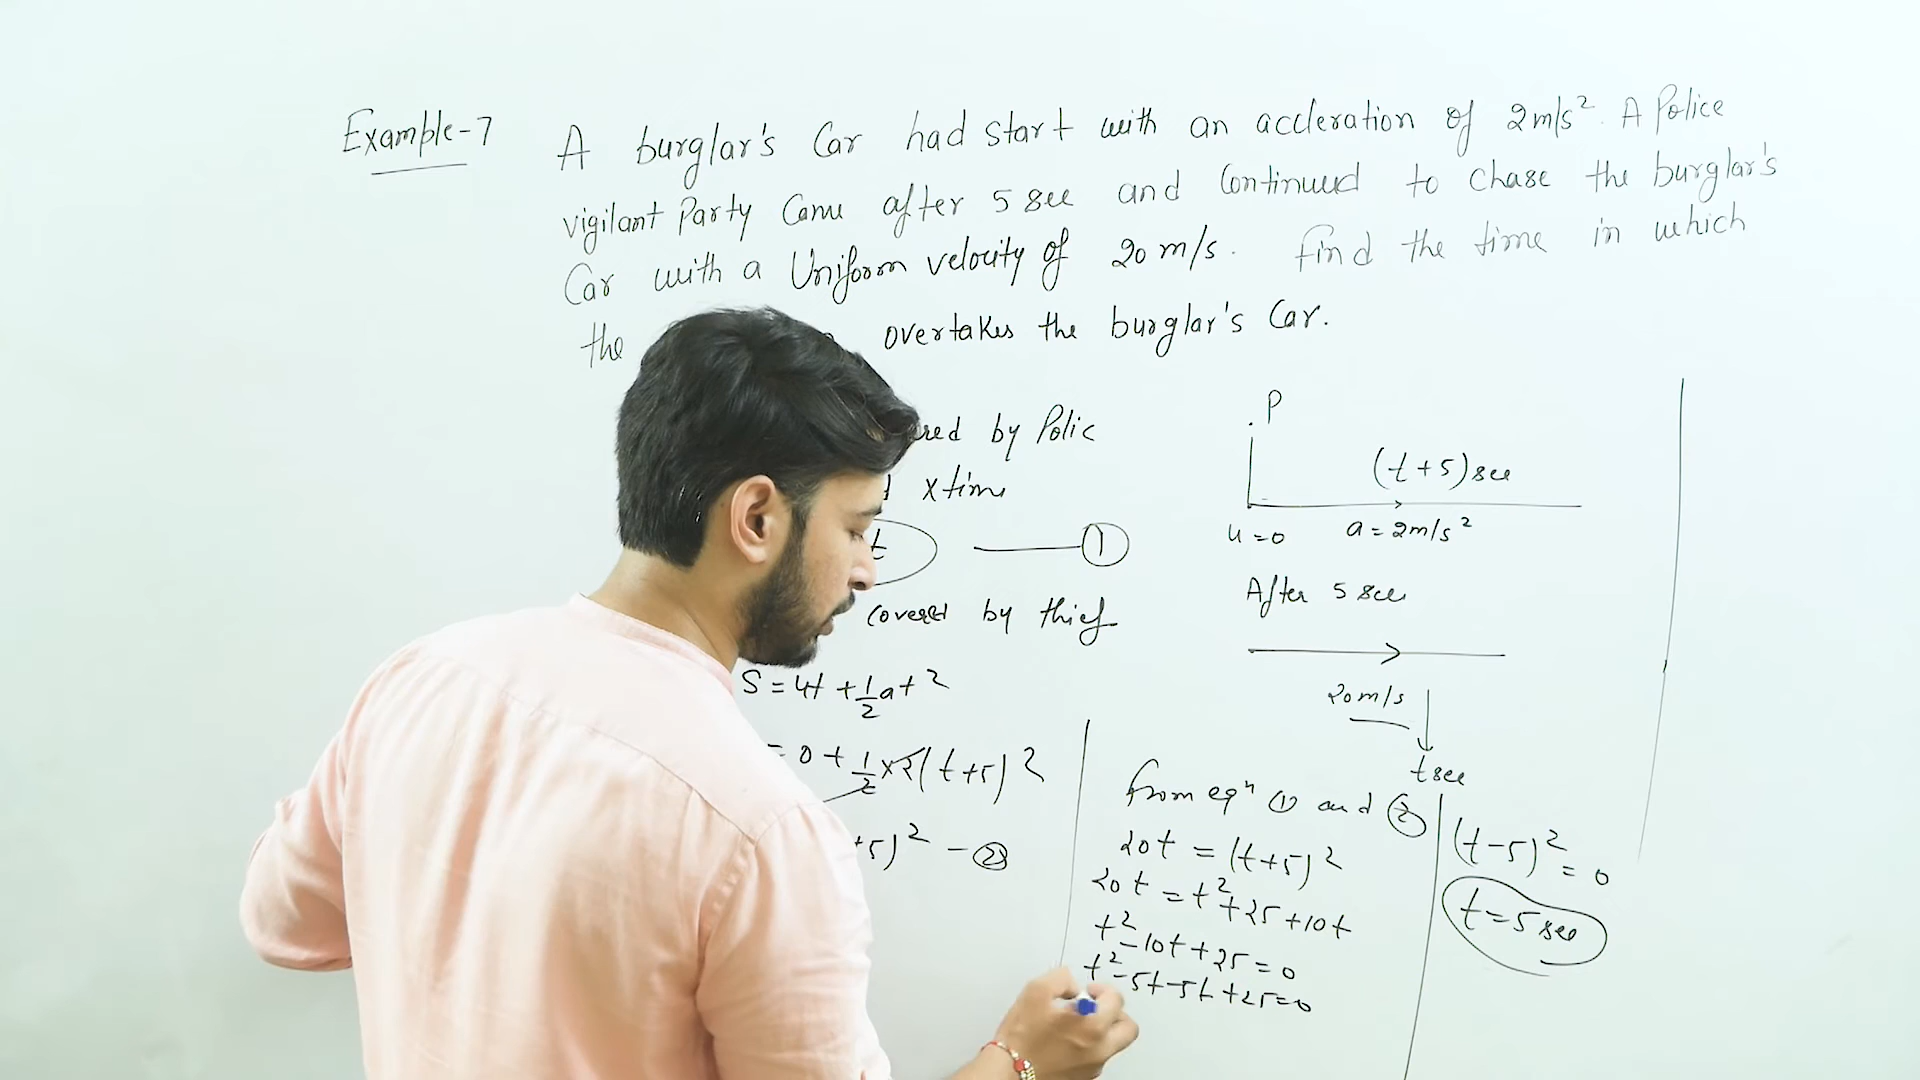 Example-7
A burglar's Car had start with an accleration of 2m/s². A Police
vigilant Party Came after 5 sec and Continued to chase the burglar's
Car with a Uniform velocity of 20 m/s. Find the time in which
the overtakes the burglar's Car.
by Polic
x time
t ①
covered by thief
S = ut + 1/2 at²
= 0 + 1/2 x 2(t+5)²
+5)² - ②
P
(t+5) sec
u=0 a = 2m/s²
After 5 sec
20m/s
t sec
from eqⁿ ① and ②
20t = (t+5)²
20t = t²+25+10t
t²-10t+25=0
t²-5t-5t+25=0
(t-5)² = 0
t=5 sec